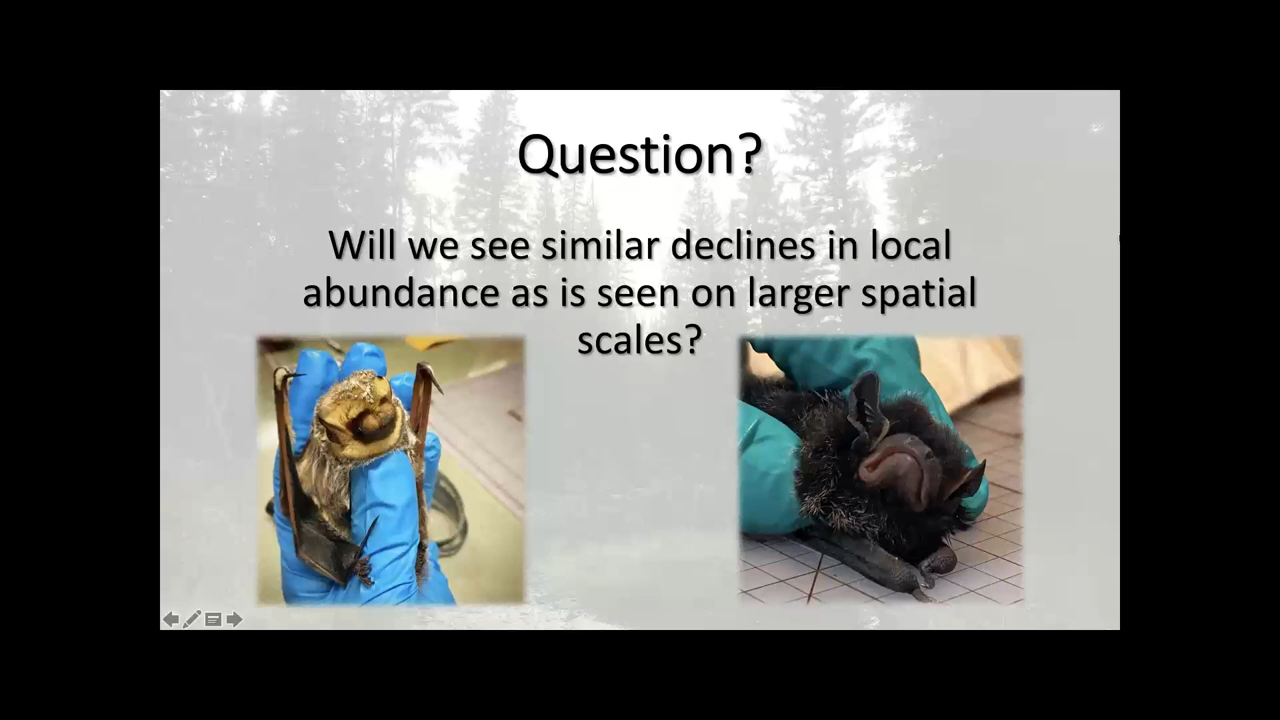 Question?
Will we see similar declines in local
abundance as is seen on larger spatial
scales?